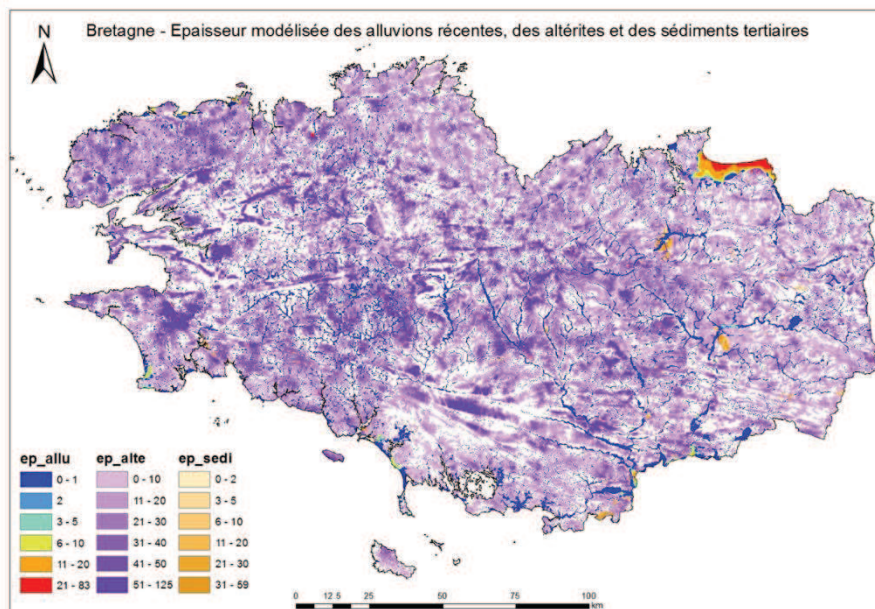 Bretagne - Epaisseur modélisée des alluvions récentes, des altérites et des sédiments tertiaires
N
ep_allu ep_alte ep_sedi
0 - 1 0 - 10 0 - 2
2 11 - 20 3 - 5
3 - 5 21 - 30 6 - 10
6 - 10 31 - 40 11 - 20
11 - 20 41 - 50 21 - 30
21 - 83 51 - 125 31 - 59
0 12,5 25 50 75 100
km